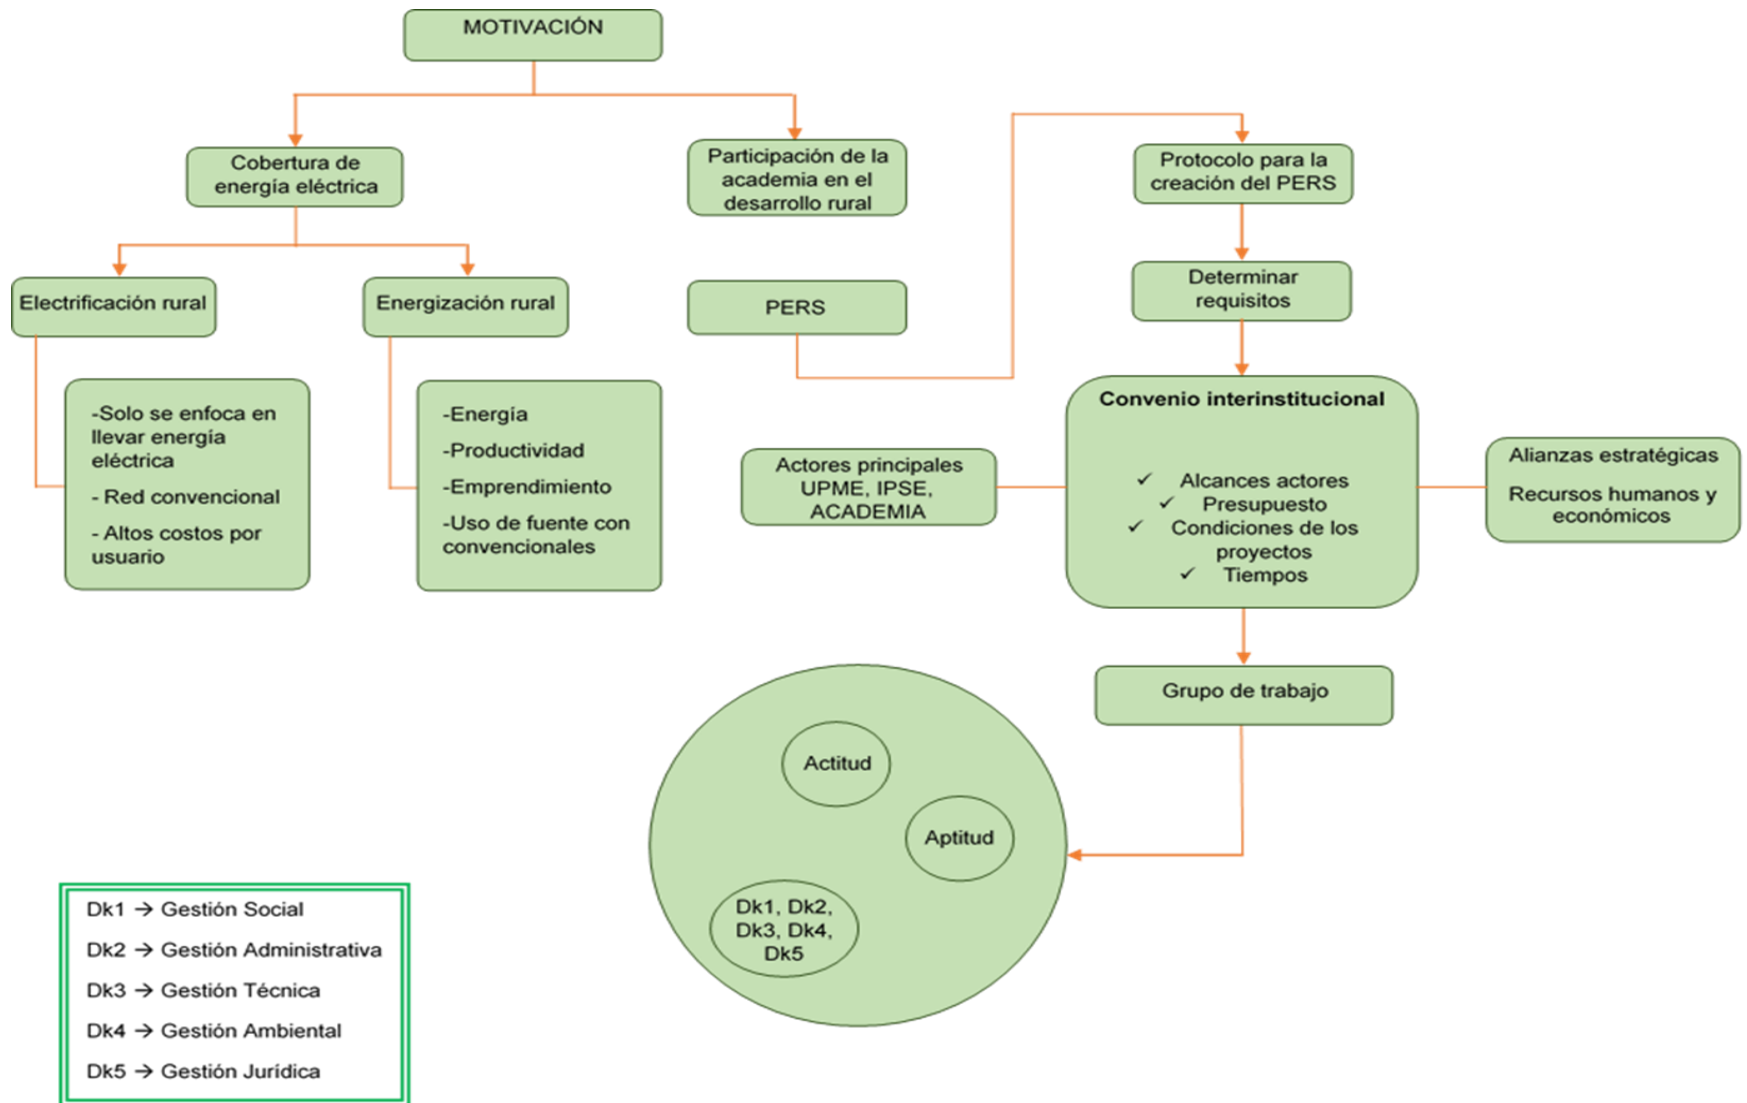 MOTIVACIÓN
Cobertura de
energía eléctrica
Participación de la
academia en el
desarrollo rural
Protocolo para la
creación del PERS
Electrificación rural
Energización rural
PERS
Determinar
requisitos
-Solo se enfoca en
llevar energía
eléctrica
- Red convencional
- Altos costos por
usuario
-Energía
-Productividad
-Emprendimiento
-Uso de fuente con
convencionales
Actores principales
UPME, IPSE,
ACADEMIA
Convenio interinstitucional
✓ Alcances actores
✓ Presupuesto
✓ Condiciones de los
proyectos
✓ Tiempos
Alianzas estratégicas
Recursos humanos y
económicos
Grupo de trabajo
Actitud
Aptitud
Dk1, Dk2,
Dk3, Dk4,
Dk5
Dk1 → Gestión Social
Dk2 → Gestión Administrativa
Dk3 → Gestión Técnica
Dk4 → Gestión Ambiental
Dk5 → Gestión Jurídica